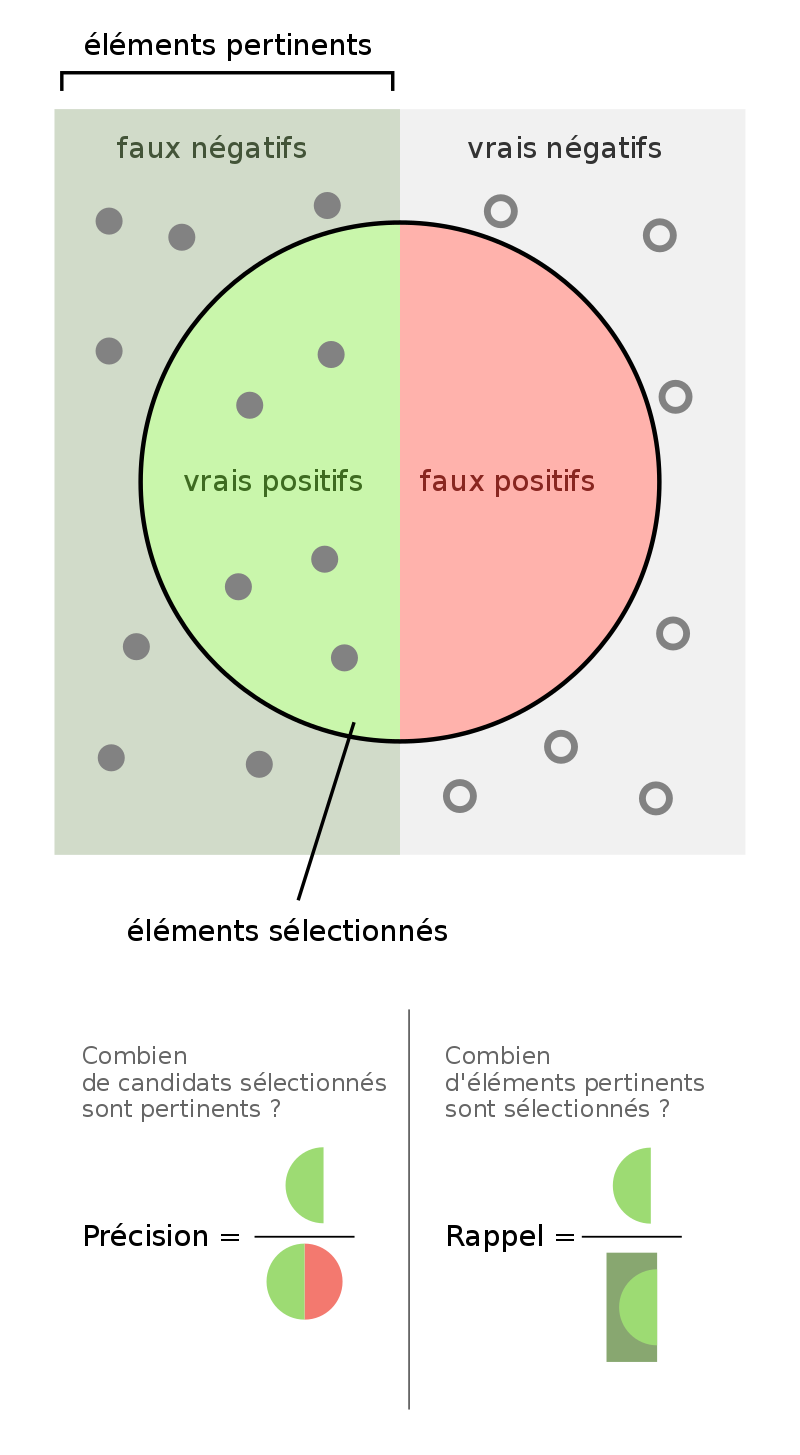 éléments pertinents
faux négatifs
vrais négatifs
vrais positifs
faux positifs
éléments sélectionnés
Combien
de candidats sélectionnés
sont pertinents ?
Précision =
Combien
d'éléments pertinents
sont sélectionnés ?
Rappel =